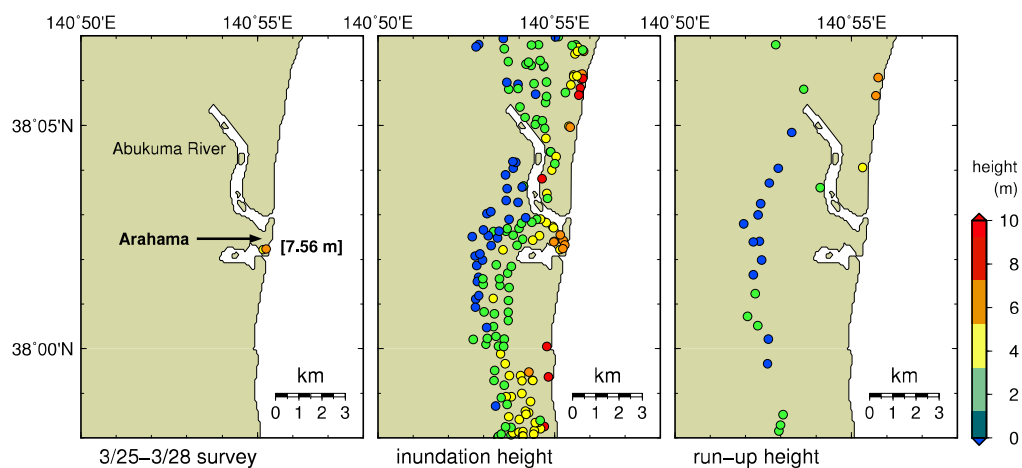 140˚50'E 140˚55'E 140˚50'E 140˚55'E 140˚50'E 140˚55'E
38˚05'N
Abukuma River
Arahama
[7.56 m]
38˚00'N
km
0 1 2 3
km
0 1 2 3
km
0 1 2 3
height
(m)
10
8
6
4
2
0
3/25−3/28 survey
inundation height
run−up height